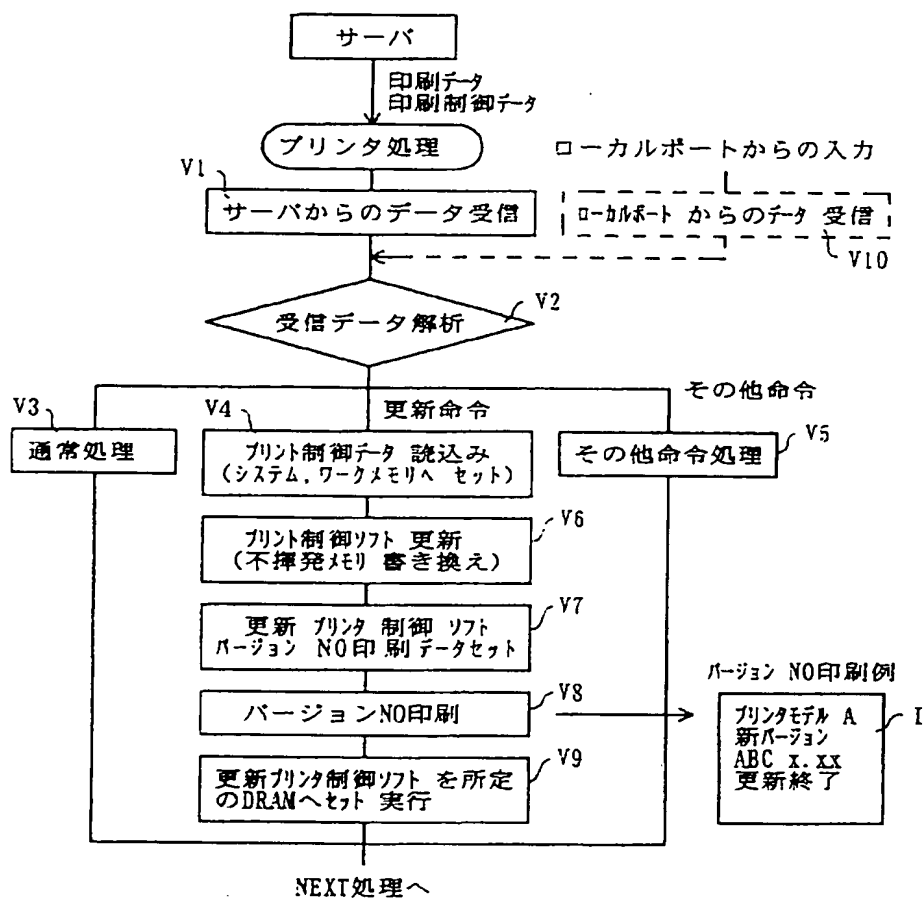 サーバ
印刷データ
印刷制御データ
プリンタ処理
ローカルポートからの入力
V1
サーバからのデータ受信
ローカルポート からのデータ 受信
V10
受信データ解析
V2
その他命令
V3
V4
更新命令
V5
通常処理
プリント制御データ 読込み
(システム.ワークメモリへ セット)
その他命令処理
V6
プリント制御ソフト 更新
(不揮発メモリ 書き換え)
V7
更新 プリンタ 制御 ソフト
バージョン NO印刷データセット
V8
バージョンNO印刷
バージョン NO印刷例
プリンタモデル A
新バージョン
ABC x.xx
更新終了
I
V9
更新プリンタ制御ソフト を所定
のDRAMへセット 実行
NEXT処理へ